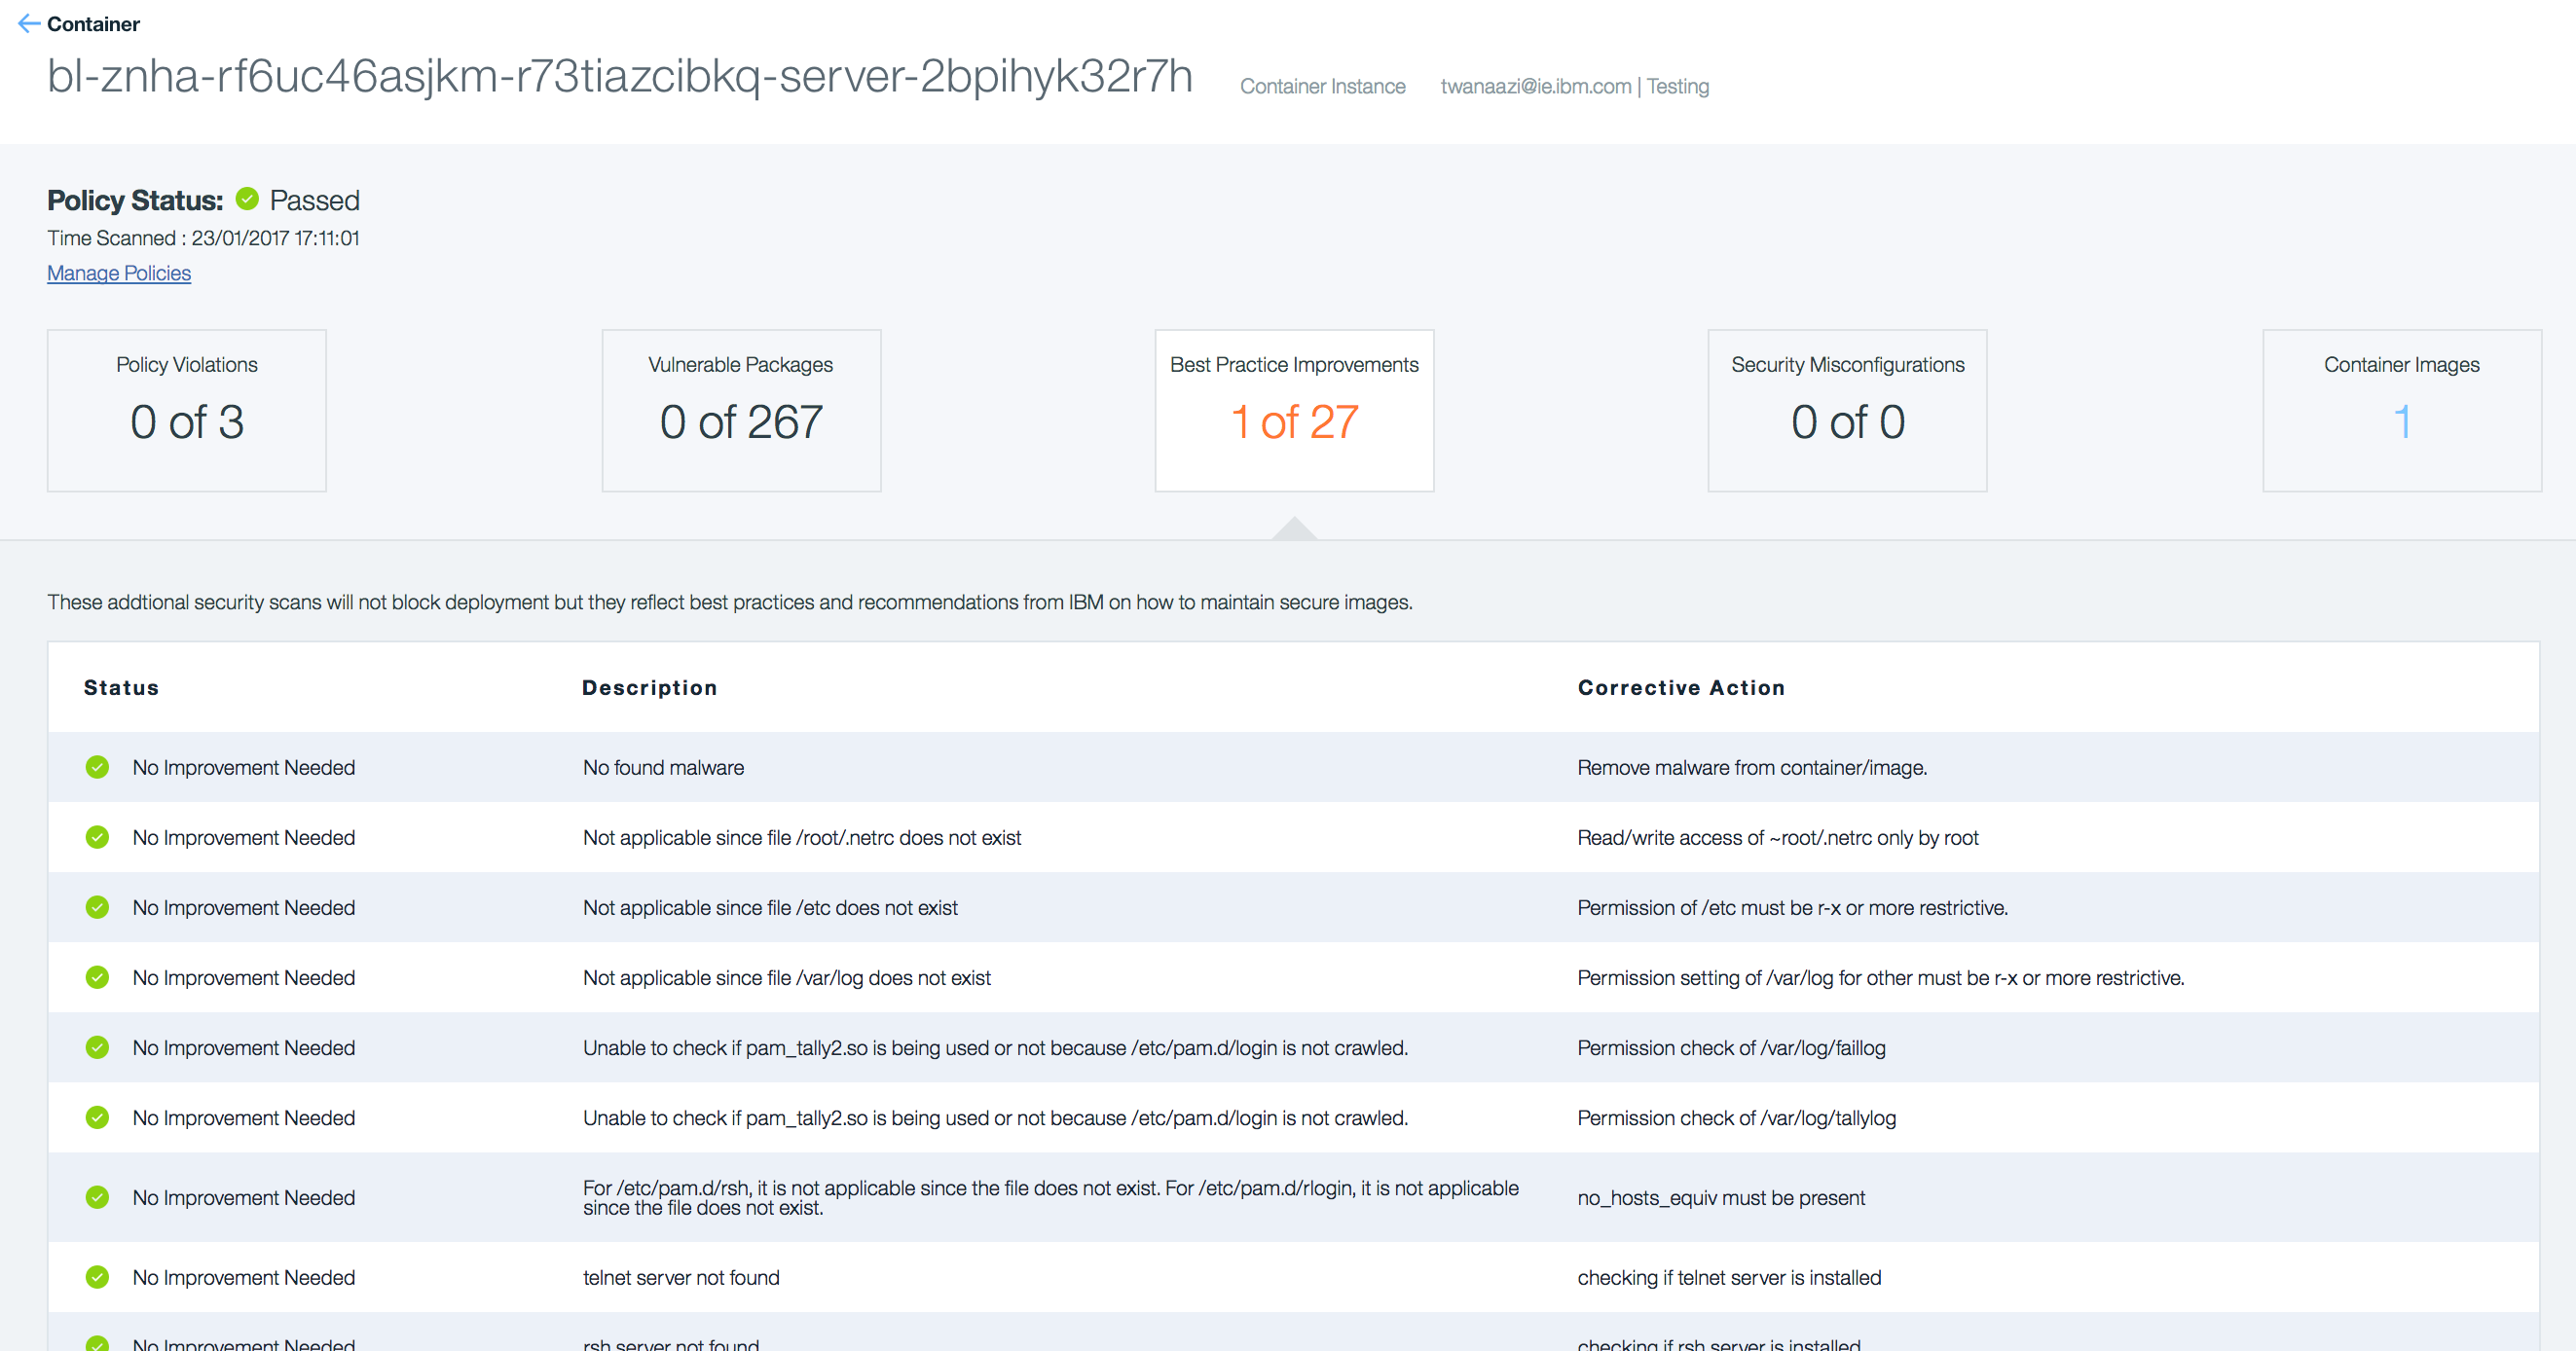 Container
bl-znha-rf6uc46asjkm-r73tiazcibkq-server-2bpihyk32r7h Container Instance twanaazi@ie.ibm.com | Testing
Policy Status: Passed
Time Scanned : 23/01/2017 17:11:01
Manage Policies
Policy Violations
0 of 3
Vulnerable Packages
0 of 267
Best Practice Improvements
1 of 27
Security Misconfigurations
0 of 0
Container Images
1
These addtional security scans will not block deployment but they reflect best practices and recommendations from IBM on how to maintain secure images.
Status Description Corrective Action
No Improvement Needed No found malware Remove malware from container/image.
No Improvement Needed Not applicable since file /root/.netrc does not exist Read/write access of ~root/.netrc only by root
No Improvement Needed Not applicable since file /etc does not exist Permission of /etc must be r-x or more restrictive.
No Improvement Needed Not applicable since file /var/log does not exist Permission setting of /var/log for other must be r-x or more restrictive.
No Improvement Needed Unable to check if pam_tally2.so is being used or not because /etc/pam.d/login is not crawled. Permission check of /var/log/faillog
No Improvement Needed Unable to check if pam_tally2.so is being used or not because /etc/pam.d/login is not crawled. Permission check of /var/log/tallylog
No Improvement Needed For /etc/pam.d/rsh, it is not applicable since the file does not exist. For /etc/pam.d/rlogin, it is not applicable
since the file does not exist. no_hosts_equiv must be present
No Improvement Needed telnet server not found checking if telnet server is installed
No Improvement Needed rsh server not found checking if rsh server is installed